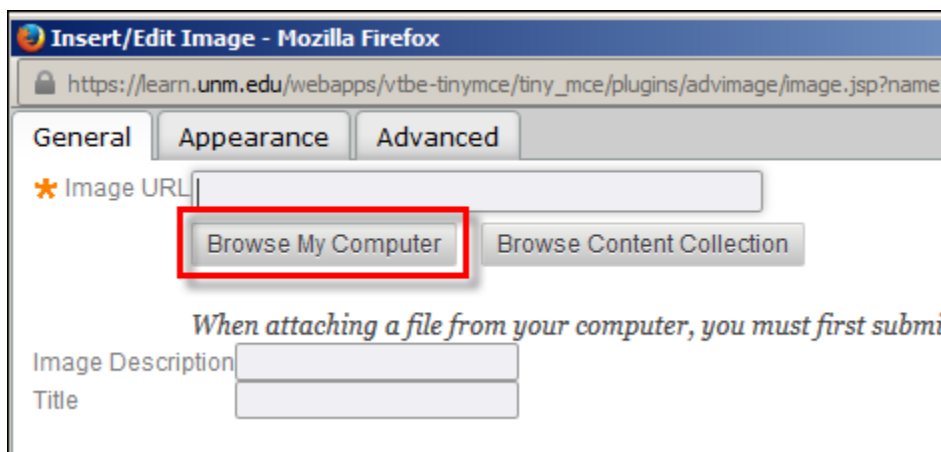 Insert/Edit Image - Mozilla Firefox
https://learn.unm.edu/webapps/vtbe-tinymce/tiny_mce/plugins/advimage/image.jsp?name
General Appearance Advanced
* Image URL
Browse My Computer Browse Content Collection
When attaching a file from your computer, you must first submi
Image Description
Title